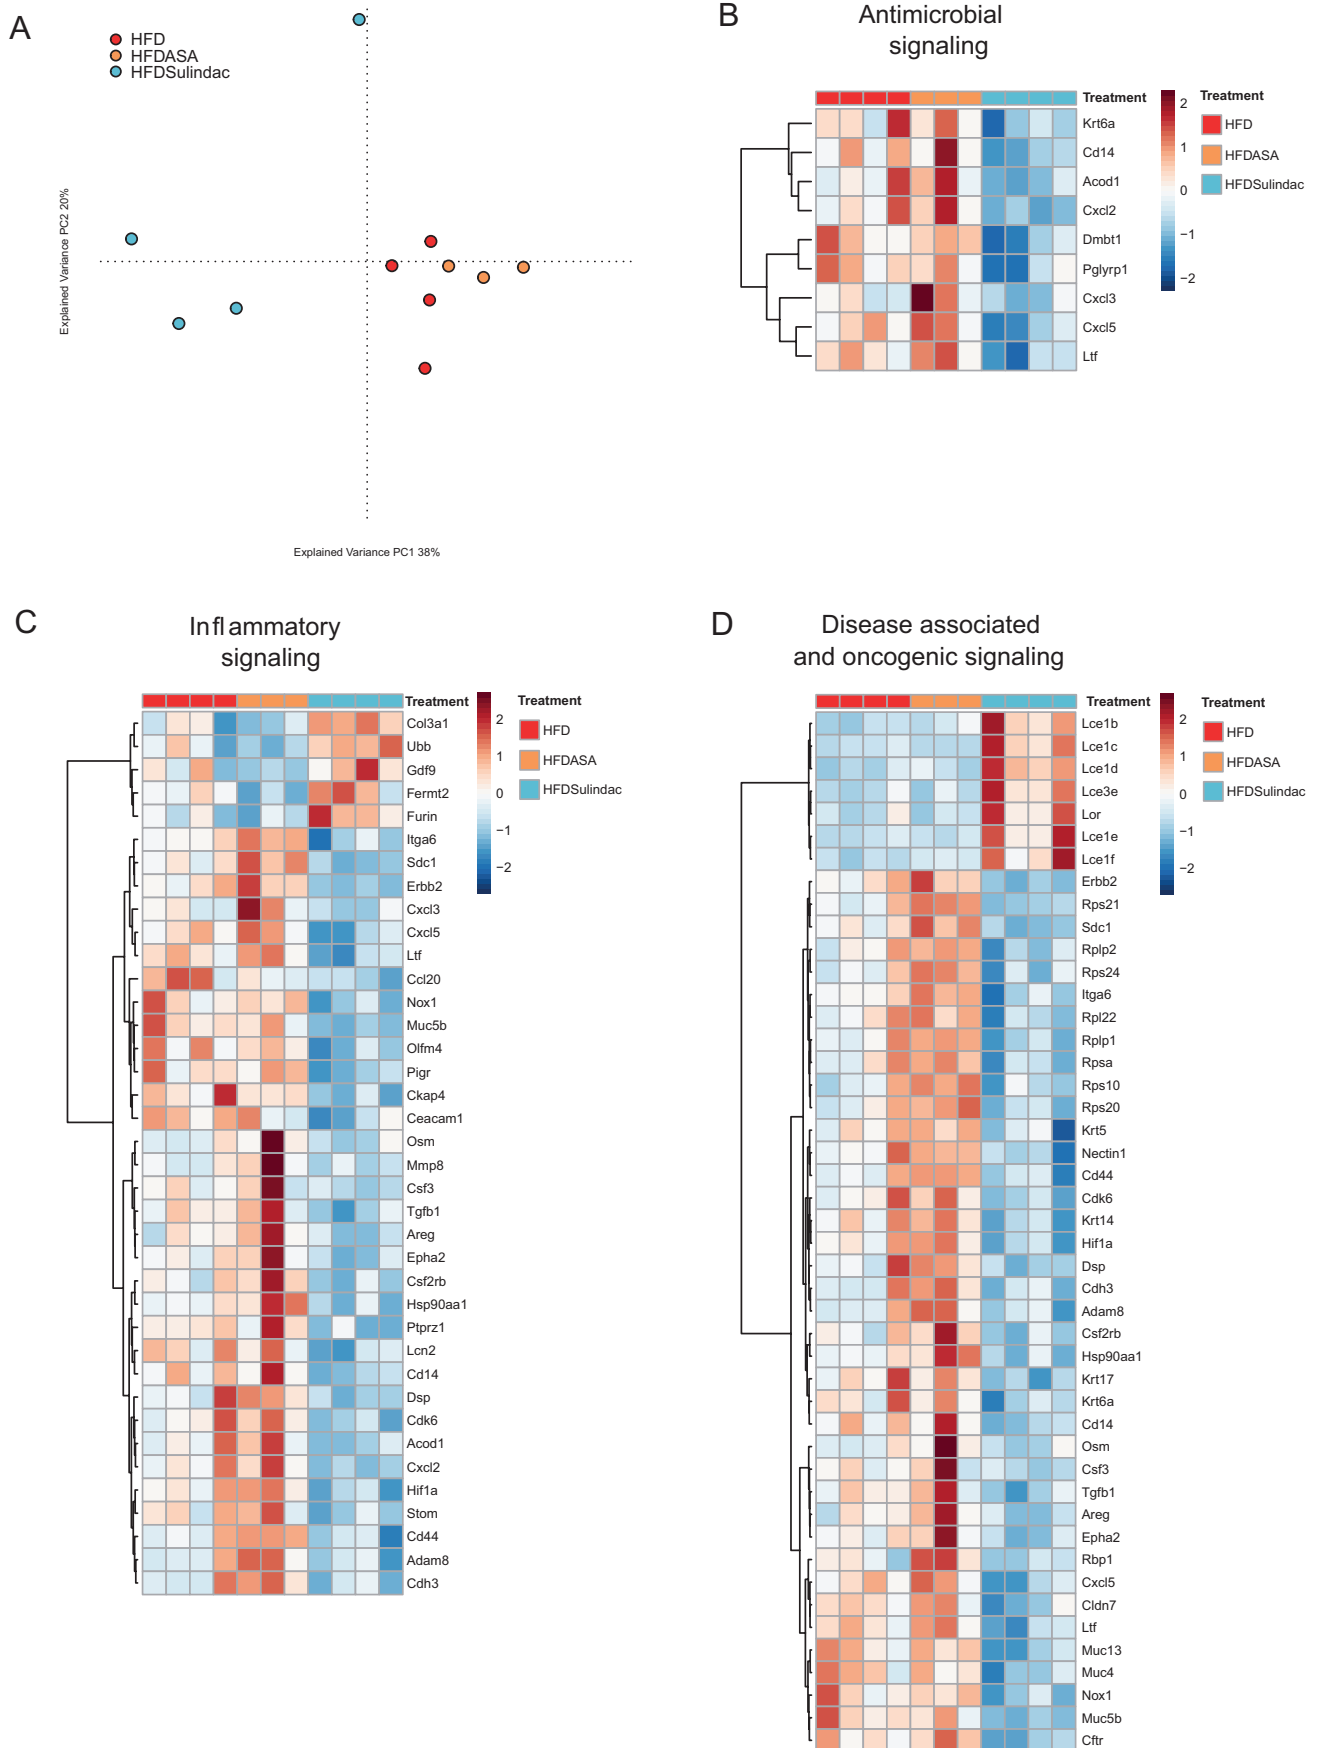 A
HFD
HFDASA
HFDSulindac
Explained Variance PC2 20%
Explained Variance PC1 38%
B
Antimicrobial
signaling
Treatment
Krt6a
Cd14
Acod1
Cxcl2
Dmbt1
Pglyrp1
Cxcl3
Cxcl5
Ltf
2
1
0
−1
−2
Treatment
HFD
HFDASA
HFDSulindac
C
Inflammatory
signaling
Treatment
Col3a1
Ubb
Gdf9
Fermt2
Furin
Itga6
Sdc1
Erbb2
Cxcl3
Cxcl5
Ltf
Ccl20
Nox1
Muc5b
Olfm4
Pigr
Ckap4
Ceacam1
Osm
Mmp8
Csf3
Tgfb1
Areg
Epha2
Csf2rb
Hsp90aa1
Ptprz1
Lcn2
Cd14
Dsp
Cdk6
Acod1
Cxcl2
Hif1a
Stom
Cd44
Adam8
Cdh3
2
1
0
−1
−2
Treatment
HFD
HFDASA
HFDSulindac
D
Disease associated
and oncogenic signaling
Treatment
Lce1b
Lce1c
Lce1d
Lce3e
Lor
Lce1e
Lce1f
Erbb2
Rps21
Sdc1
Rplp2
Rps24
Itga6
Rpl22
Rplp1
Rpsa
Rps10
Rps20
Krt5
Nectin1
Cd44
Cdk6
Krt14
Hif1a
Dsp
Cdh3
Adam8
Csf2rb
Hsp90aa1
Krt17
Krt6a
Cd14
Osm
Csf3
Tgfb1
Areg
Epha2
Rbp1
Cxcl5
Cldn7
Ltf
Muc13
Muc4
Nox1
Muc5b
Cftr
2
1
0
−1
−2
Treatment
HFD
HFDASA
HFDSulindac